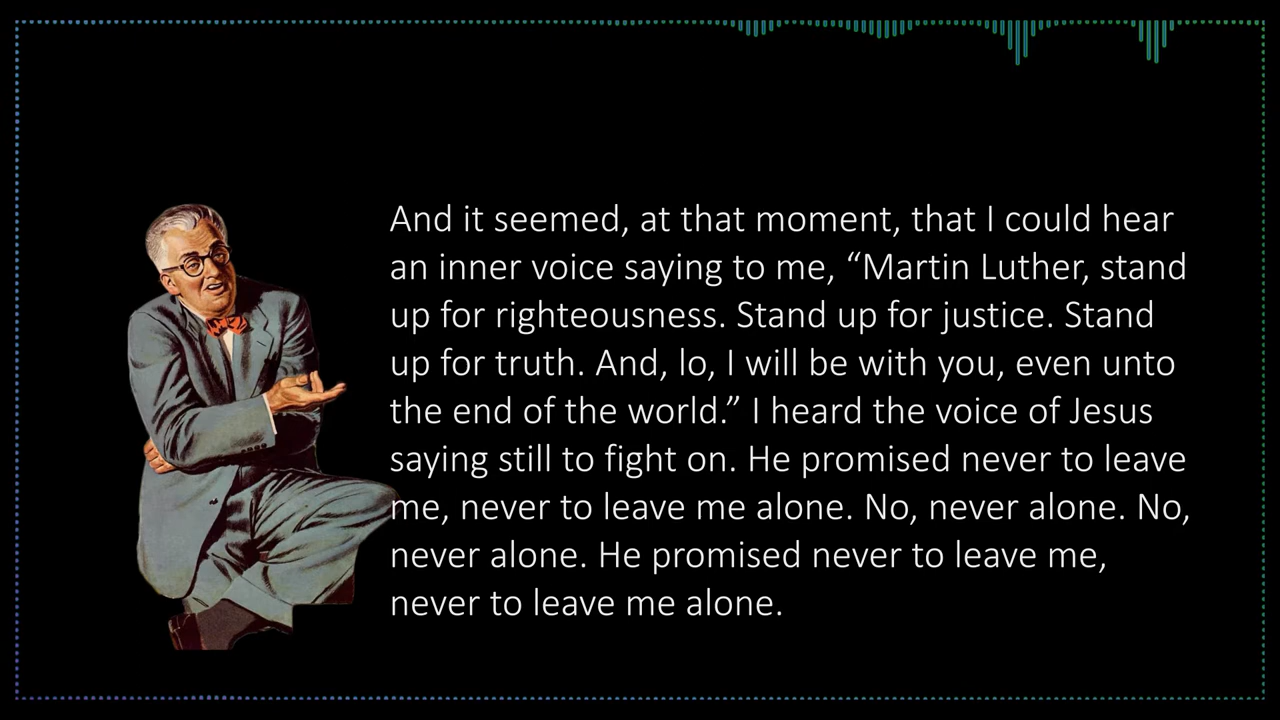 And it seemed, at that moment, that I could hear
an inner voice saying to me, “Martin Luther, stand
up for righteousness. Stand up for justice. Stand
up for truth. And, lo, I will be with you, even unto
the end of the world.” I heard the voice of Jesus
saying still to fight on. He promised never to leave
me, never to leave me alone. No, never alone. No,
never alone. He promised never to leave me,
never to leave me alone.